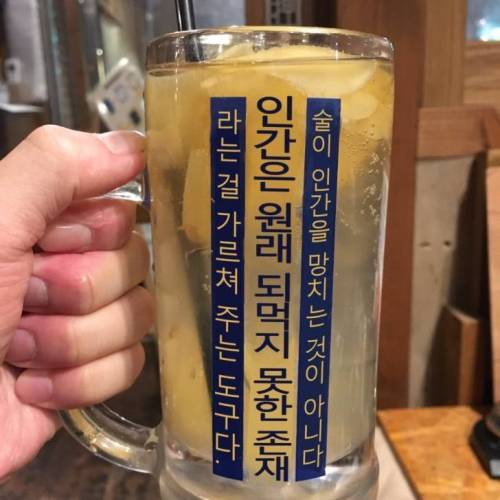 술이 인간을 망치는 것이 아니다
인간은 원래 되먹지 못한 존재
라는 걸 가르쳐 주는 도구다.